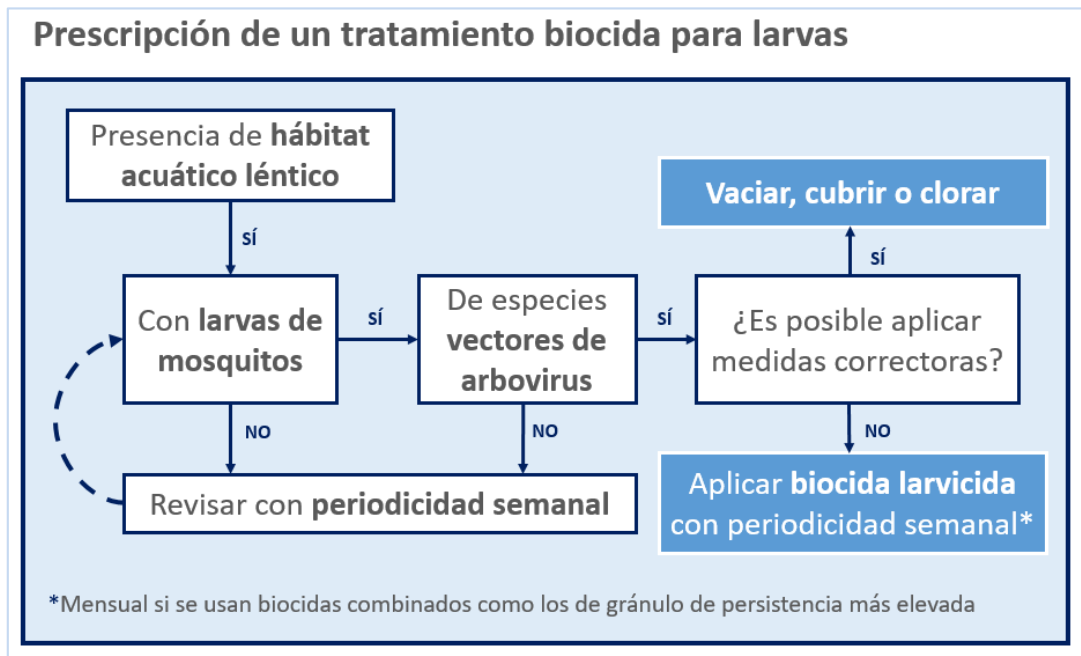 Prescripción de un tratamiento biocida para larvas
Presencia de hábitat
acuático léntico
SÍ
Con larvas de
mosquitos
SÍ
De especies
vectores de
arbovirus
SÍ
¿Es posible aplicar
medidas correctoras?
SÍ
Vaciar, cubrir o clorar
NO
NO
NO
Revisar con periodicidad semanal
Aplicar biocida larvicida
con periodicidad semanal*
*Mensual si se usan biocidas combinados como los de gránulo de persistencia más elevada